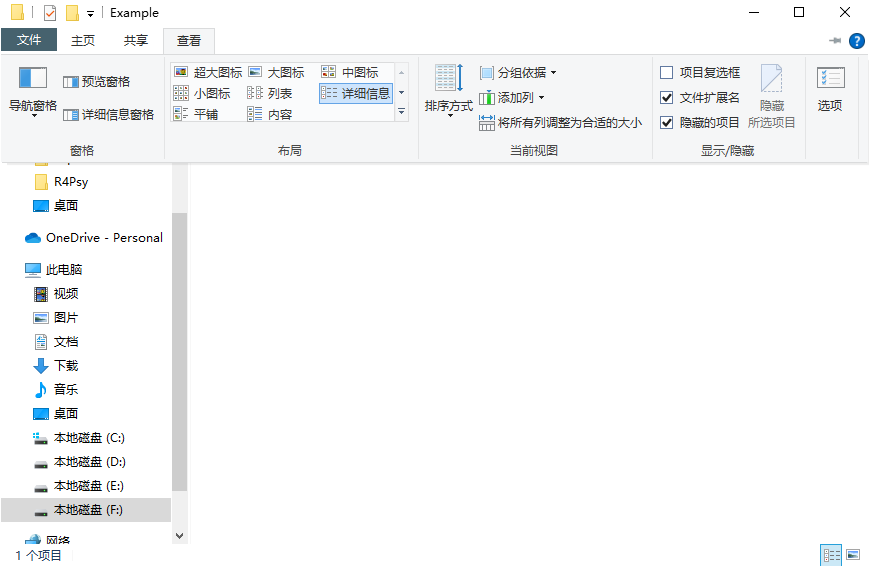 Example
文件 主页 共享 查看
导航窗格
预览窗格
详细信息窗格
窗格
超大图标 大图标 中图标
小图标 列表 详细信息
平铺 内容
布局
排序方式
分组依据
添加列
将所有列调整为合适的大小
当前视图
项目复选框
文件扩展名
隐藏的项目
隐藏
所选项目
显示/隐藏
选项
R4Psy
桌面
OneDrive - Personal
此电脑
视频
图片
文档
下载
音乐
桌面
本地磁盘 (C:)
本地磁盘 (D:)
本地磁盘 (E:)
本地磁盘 (F:)
网络
1 个项目